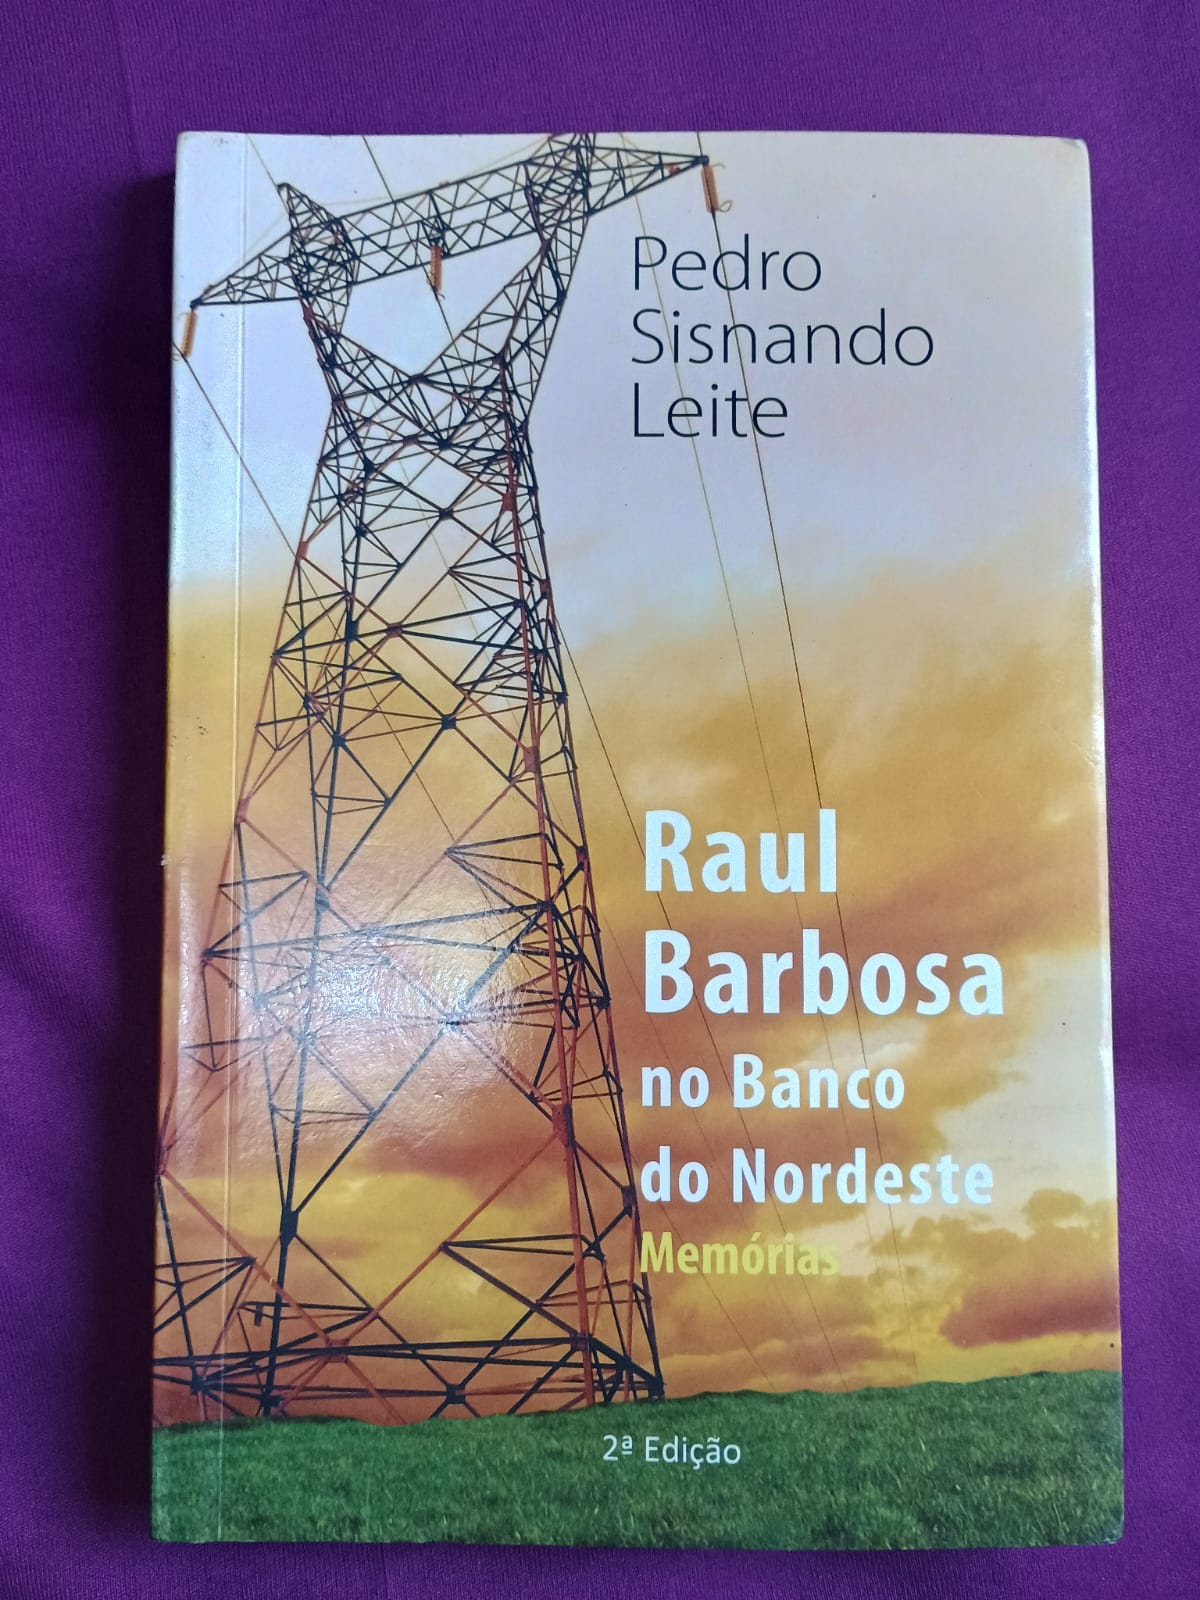 Pedro
Sisnando
Leite
Raul
Barbosa
no Banco
do Nordeste
Memórias
2ª Edição